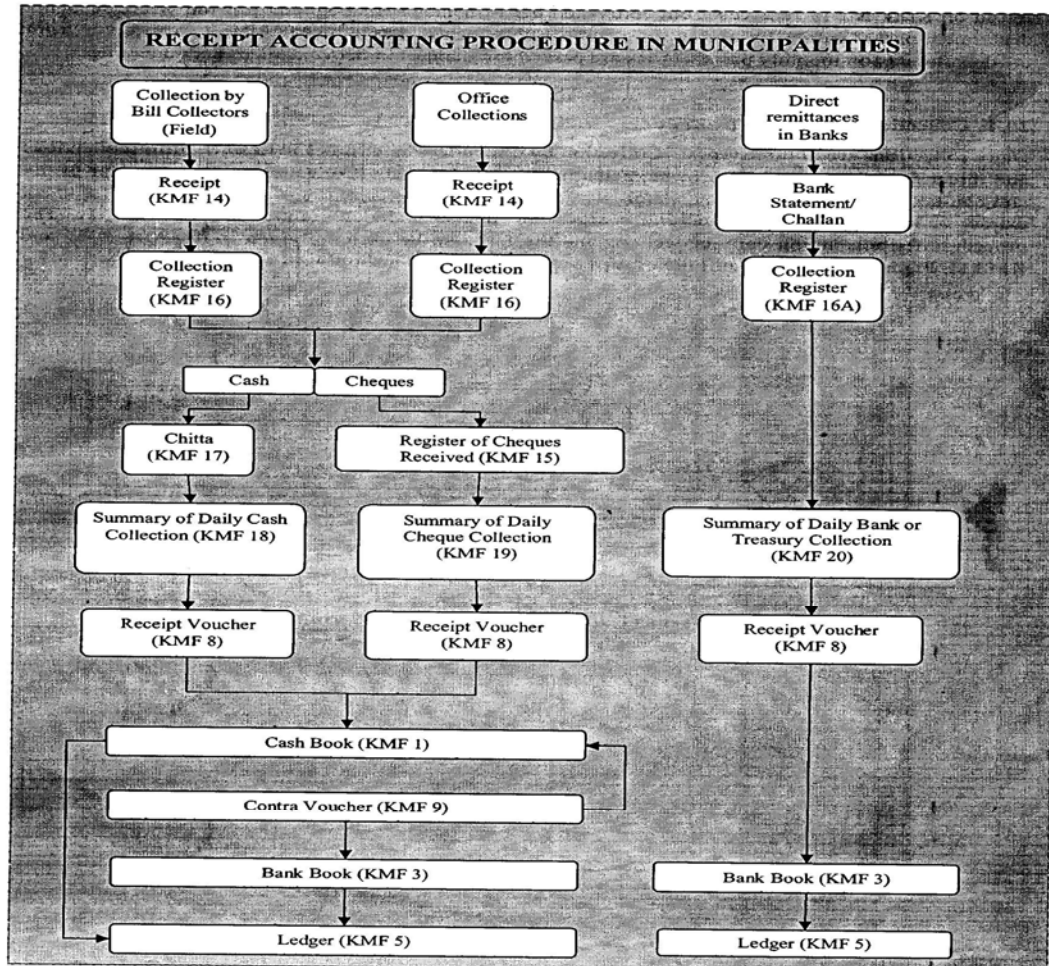 RECEIPT ACCOUNTING PROCEDURE IN MUNICIPALITIES
Collection by
Bill Collectors
(Field)
Office
Collections
Direct
remittances
in Banks
Receipt
(KMF 14)
Receipt
(KMF 14)
Bank
Statement/
Challan
Collection
Register
(KMF 16)
Collection
Register
(KMF 16)
Collection
Register
(KMF 16A)
Cash
Cheques
Chitta
(KMF 17)
Register of Cheques
Received (KMF 15)
Summary of Daily Cash
Collection (KMF 18)
Summary of Daily
Cheque Collection
(KMF 19)
Summary of Daily Bank or
Treasury Collection
(KMF 20)
Receipt Voucher
(KMF 8)
Receipt Voucher
(KMF 8)
Receipt Voucher
(KMF 8)
Cash Book (KMF 1)
Contra Voucher (KMF 9)
Bank Book (KMF 3)
Bank Book (KMF 3)
Ledger (KMF 5)
Ledger (KMF 5)